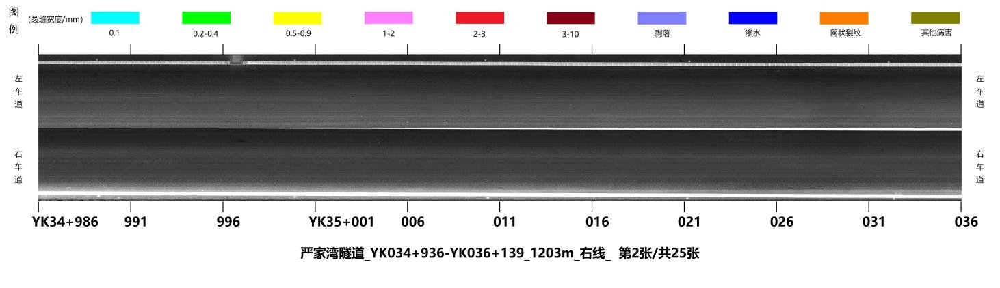 图例 (裂缝宽度/mm) 0.1 0.2-0.4 0.5-0.9 1-2 2-3 3-10 剥落 渗水 网状裂纹 其他病害
左车道 左车道
右车道 右车道
YK34+986 991 996 YK35+001 006 011 016 021 026 031 036
严家湾隧道_YK034+936-YK036+139_1203m_右线_ 第2张/共25张